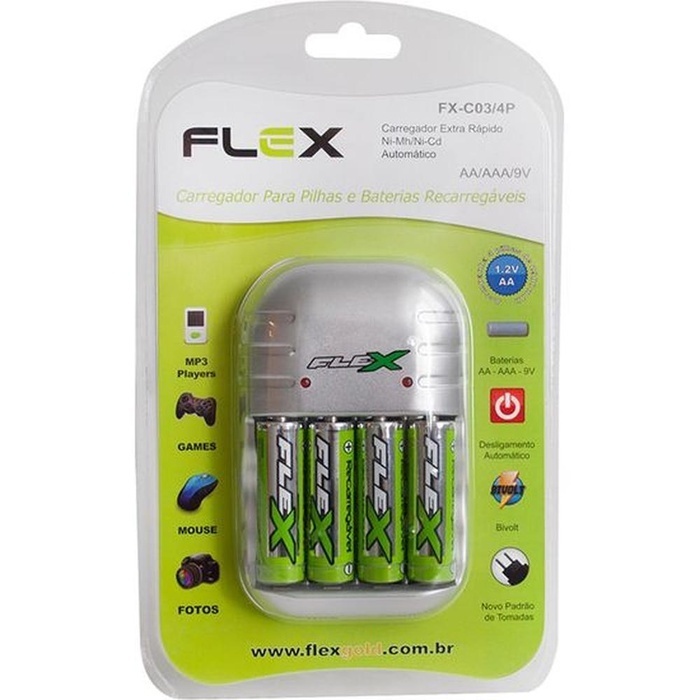 FLEX
FX-C03/4P
Carregador Extra Rápido
Ni-Mh/Ni-Cd
Automático
AA/AAA/9V
Carregador Para Pilhas e Baterias Recarregáveis
1.2V
AA
MP3
Players
GAMES
MOUSE
FOTOS
FLEX
Baterias
AA - AAA - 9V
Desligamento
Automático
BIVOLT
Bivolt
Novo Padrão
de Tomadas
FLEX
Recarregável
FLEX
FLEX
www.flexgold.com.br